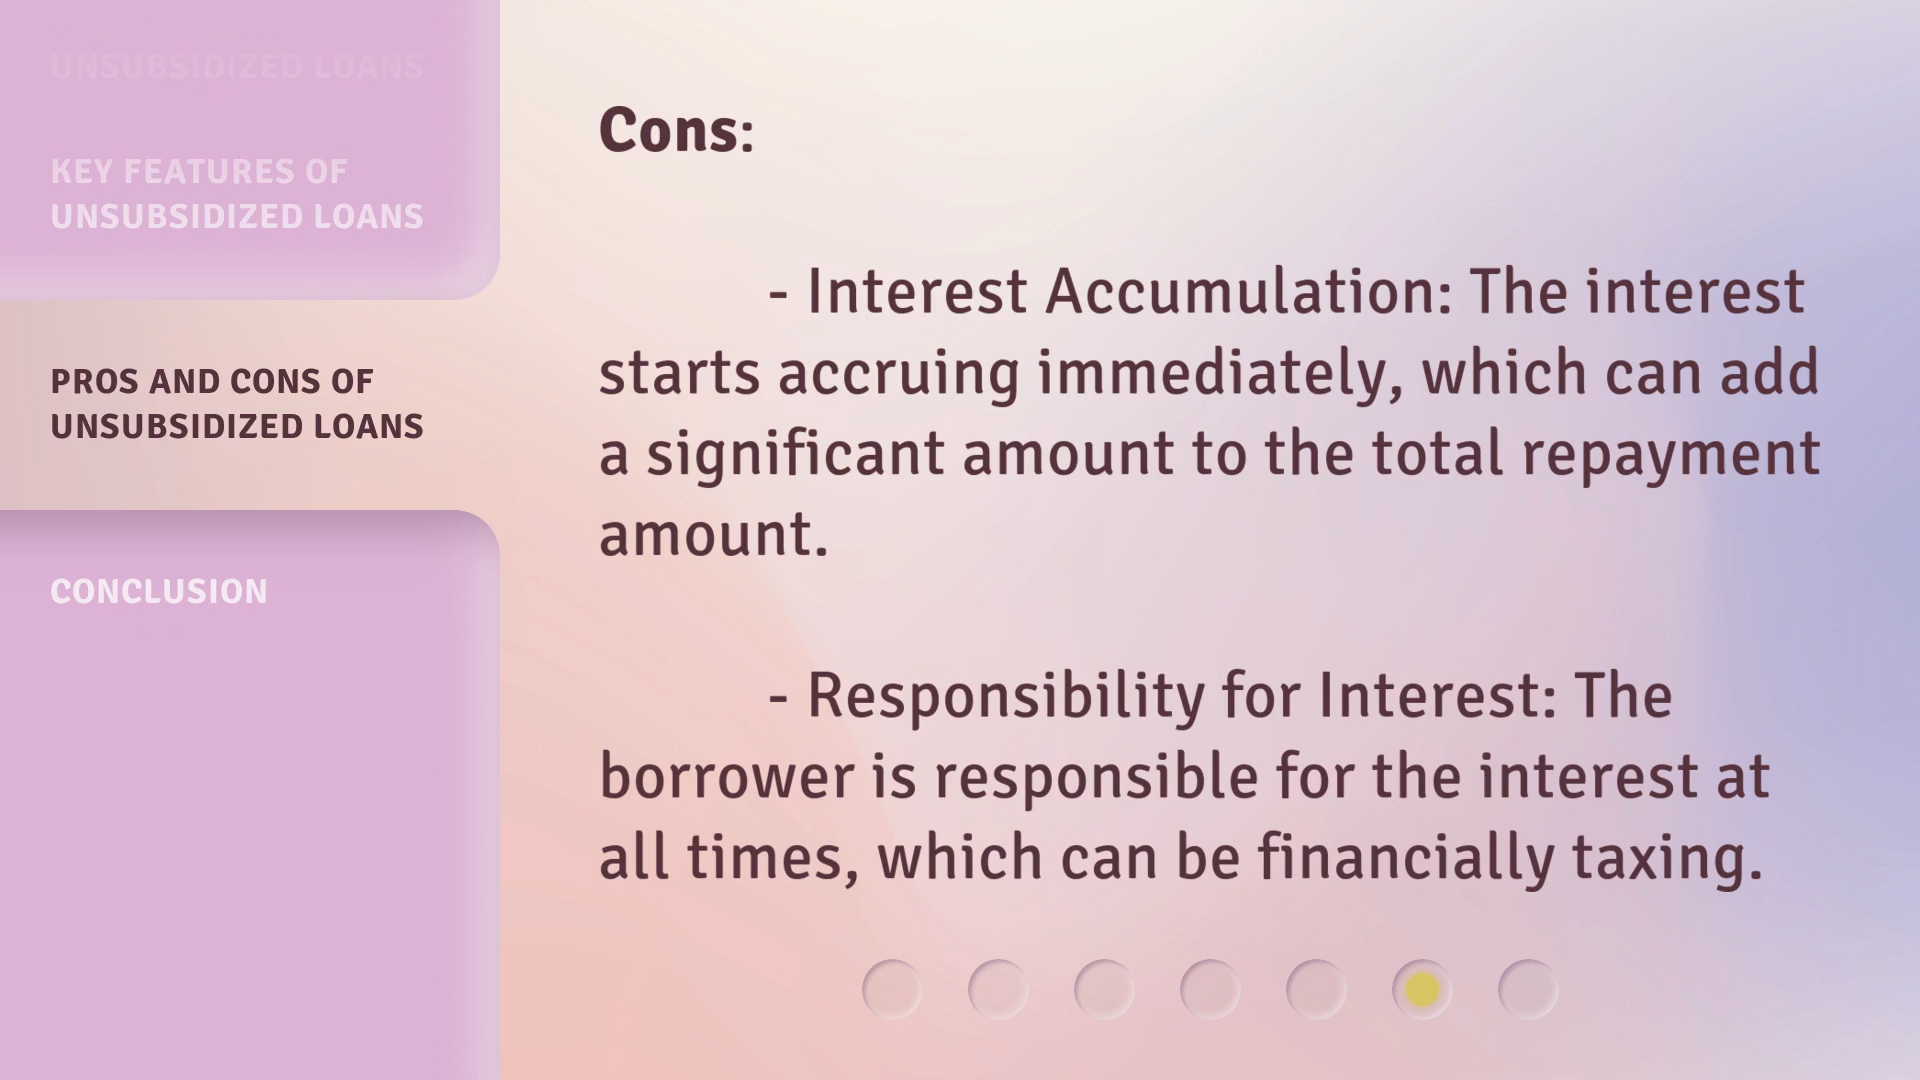 UNSUBSIDIZED LOANS
KEY FEATURES OF
UNSUBSIDIZED LOANS
PROS AND CONS OF
UNSUBSIDIZED LOANS
CONCLUSION
Cons:
- Interest Accumulation: The interest
starts accruing immediately, which can add
a significant amount to the total repayment
amount.
- Responsibility for Interest: The
borrower is responsible for the interest at
all times, which can be financially taxing.